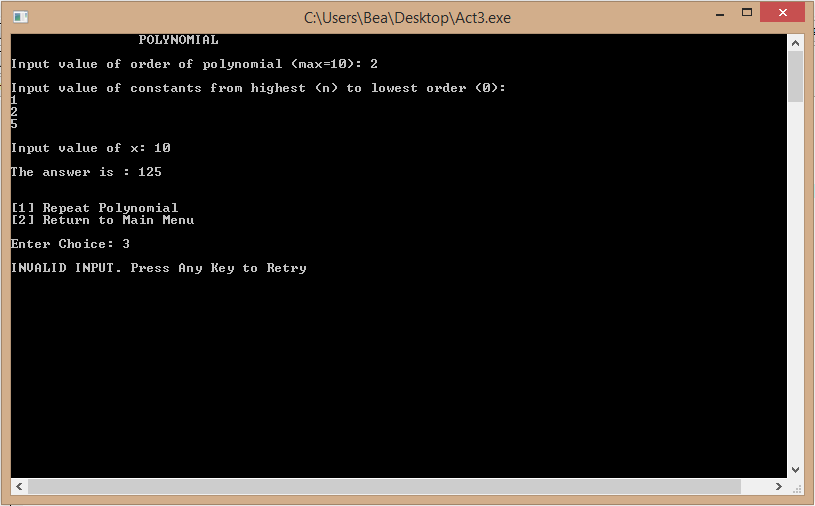 C:\Users\Bea\Desktop\Act3.exe
POLYNOMIAL
Input value of order of polynomial (max=10): 2
Input value of constants from highest (n) to lowest order (0):
1
2
5
Input value of x: 10
The answer is : 125
[1] Repeat Polynomial
[2] Return to Main Menu
Enter Choice: 3
INVALID INPUT. Press Any Key to Retry